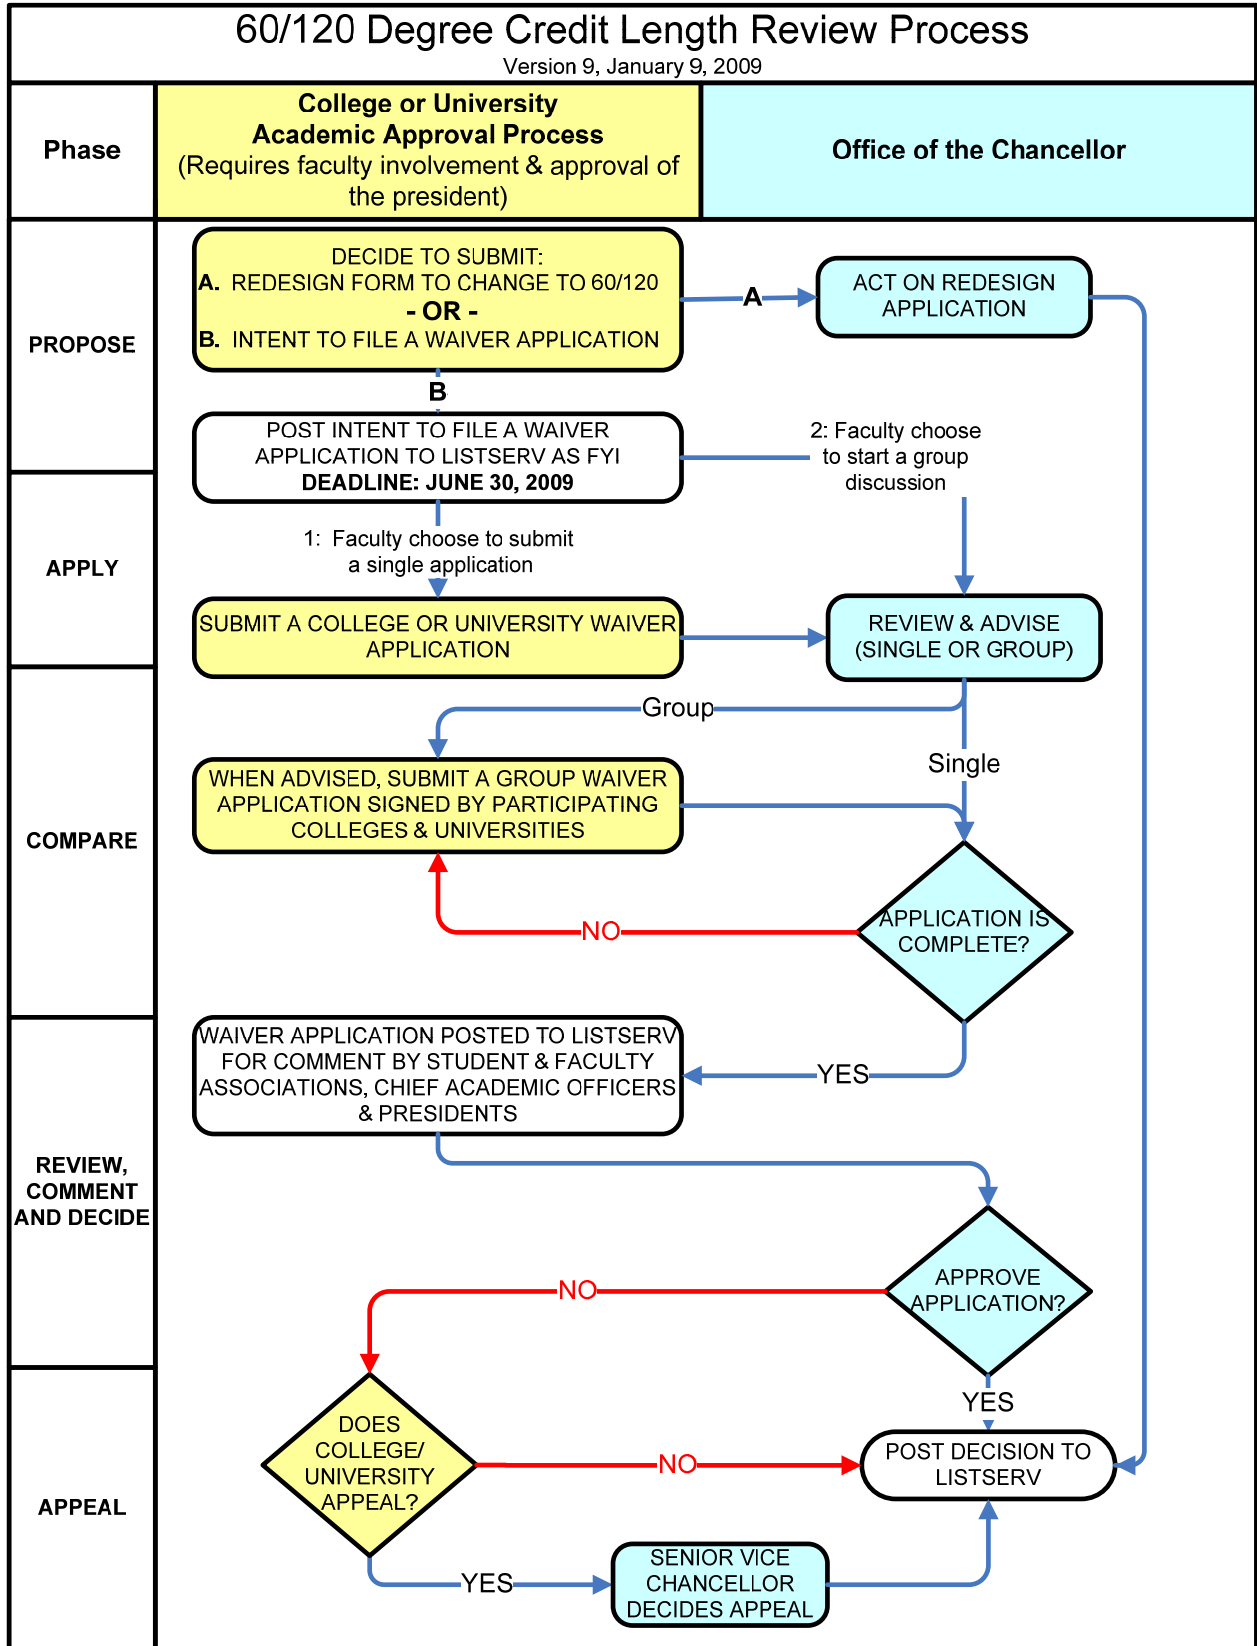 60/120 Degree Credit Length Review Process
Version 9, January 9, 2009
Phase
College or University
Academic Approval Process
(Requires faculty involvement & approval of
the president)
Office of the Chancellor
PROPOSE
DECIDE TO SUBMIT:
A. REDESIGN FORM TO CHANGE TO 60/120
- OR -
B. INTENT TO FILE A WAIVER APPLICATION
A
ACT ON REDESIGN
APPLICATION
B
POST INTENT TO FILE A WAIVER
APPLICATION TO LISTSERV AS FYI
DEADLINE: JUNE 30, 2009
2: Faculty choose
to start a group
discussion
APPLY
1: Faculty choose to submit
a single application
SUBMIT A COLLEGE OR UNIVERSITY WAIVER
APPLICATION
REVIEW & ADVISE
(SINGLE OR GROUP)
COMPARE
Group
Single
WHEN ADVISED, SUBMIT A GROUP WAIVER
APPLICATION SIGNED BY PARTICIPATING
COLLEGES & UNIVERSITIES
APPLICATION IS
COMPLETE?
NO
REVIEW,
COMMENT
AND DECIDE
WAIVER APPLICATION POSTED TO LISTSERV
FOR COMMENT BY STUDENT & FACULTY
ASSOCIATIONS, CHIEF ACADEMIC OFFICERS
& PRESIDENTS
YES
APPROVE
APPLICATION?
NO
YES
APPEAL
DOES
COLLEGE/
UNIVERSITY
APPEAL?
NO
POST DECISION TO
LISTSERV
YES
SENIOR VICE
CHANCELLOR
DECIDES APPEAL